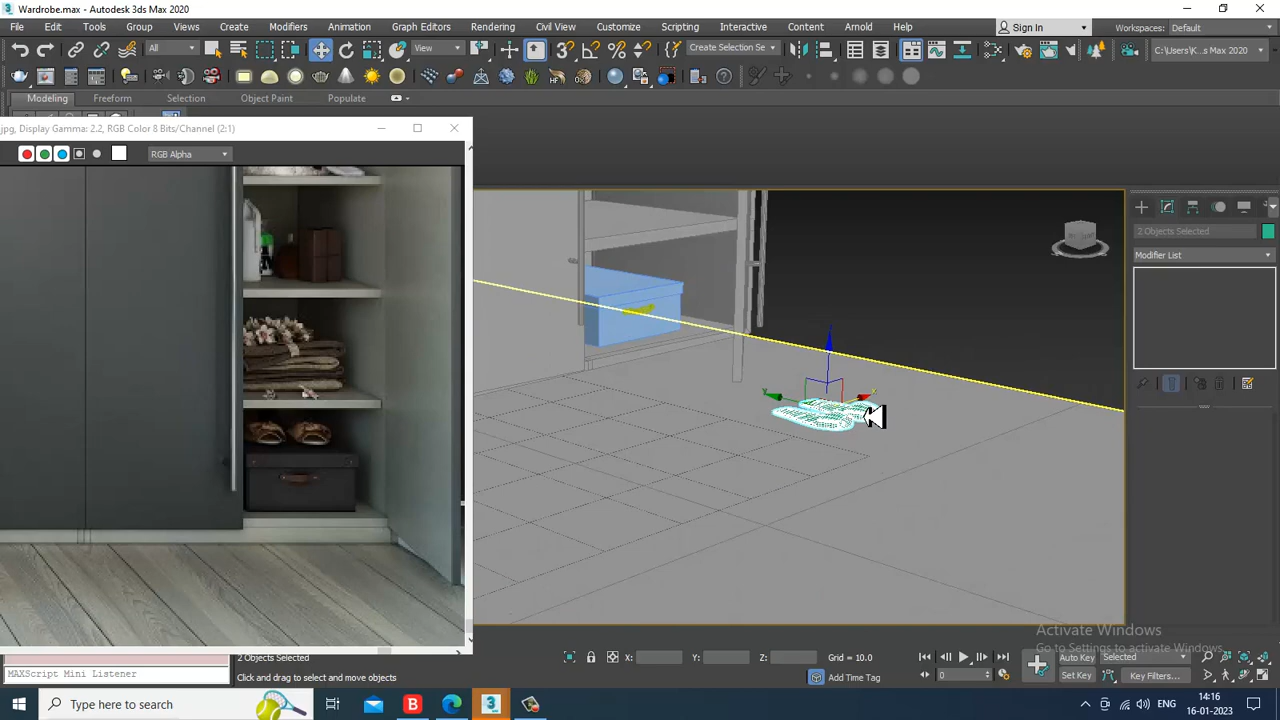 Wardrobe.max - Autodesk 3ds Max 2020
File Edit Tools Group Views Create Modifiers Animation Graph Editors Rendering Civil View Customize Scripting Interactive Content Arnold Help
Sign In
Workspaces: Default
All
View
Create Selection Se
C:\Users\K...s Max 2020
Modeling Freeform Selection Object Paint Populate
jpg, Display Gamma: 2.2, RGB Color 8 Bits/Channel (2:1)
RGB Alpha
2 Objects Selected
Modifier List
z
y
x
Activate Windows
Go to Settings to activate Windows.
2 Objects Selected
X:
Y:
Z:
Grid = 10.0
Auto Key
Selected
MAXScript Mini Listener
Click and drag to select and move objects
Add Time Tag
0
Set Key
Key Filters...
Type here to search
ENG
14:16
16-01-2023